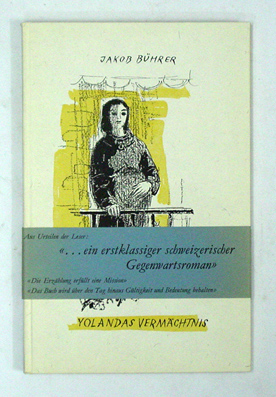 JAKOB BÜHRER
Aus Urteilen der Leser:
«...ein erstklassiger schweizerischer
Gegenwartsroman»
«Die Erzählung erfüllt eine Mission»
«Das Buch wird über den Tag hinaus Gültigkeit und Bedeutung behalten»
YOLANDAS VERMÄCHTNIS